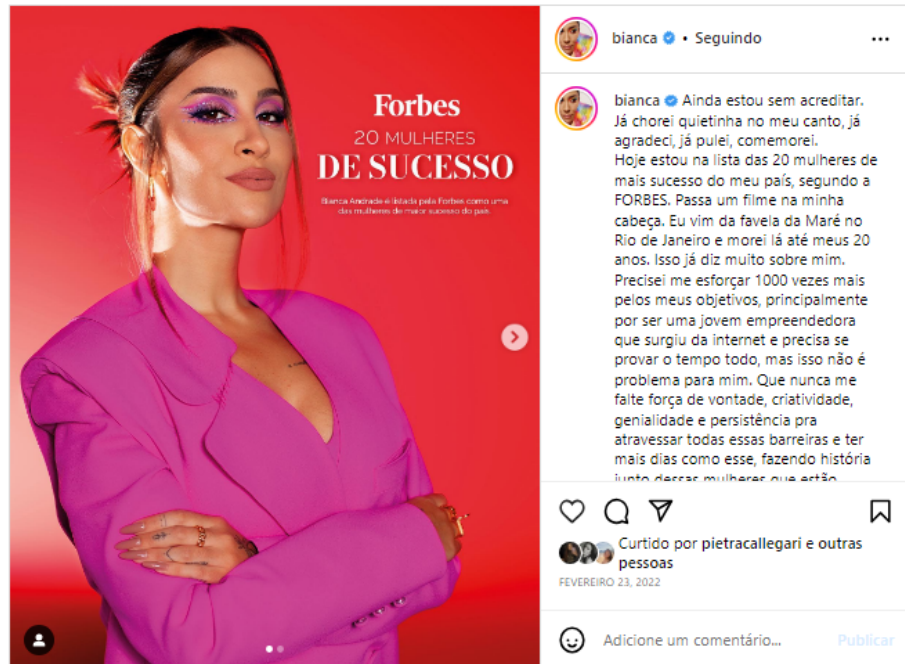 Forbes
20 MULHERES
DE SUCESSO
Bianca Andrade é listada pela Forbes como uma
das mulheres de maior sucesso do país.
bianca • Seguindo
bianca Ainda estou sem acreditar.
Já chorei quietinha no meu canto, já
agradeci, já pulei, comemorei.
Hoje estou na lista das 20 mulheres de
mais sucesso do meu país, segundo a
FORBES. Passa um filme na minha
cabeça. Eu vim da favela da Maré no
Rio de Janeiro e morei lá até meus 20
anos. Isso já diz muito sobre mim.
Precisei me esforçar 1000 vezes mais
pelos meus objetivos, principalmente
por ser uma jovem empreendedora
que surgiu da internet e precisa se
provar o tempo todo, mas isso não é
problema para mim. Que nunca me
falte força de vontade, criatividade,
genialidade e persistência pra
atravessar todas essas barreiras e ter
mais dias como esse, fazendo história
junto dessas mulheres que estão
Curtido por pietracallegari e outras
pessoas
FEVEREIRO 23, 2022
Adicione um comentário... Publicar